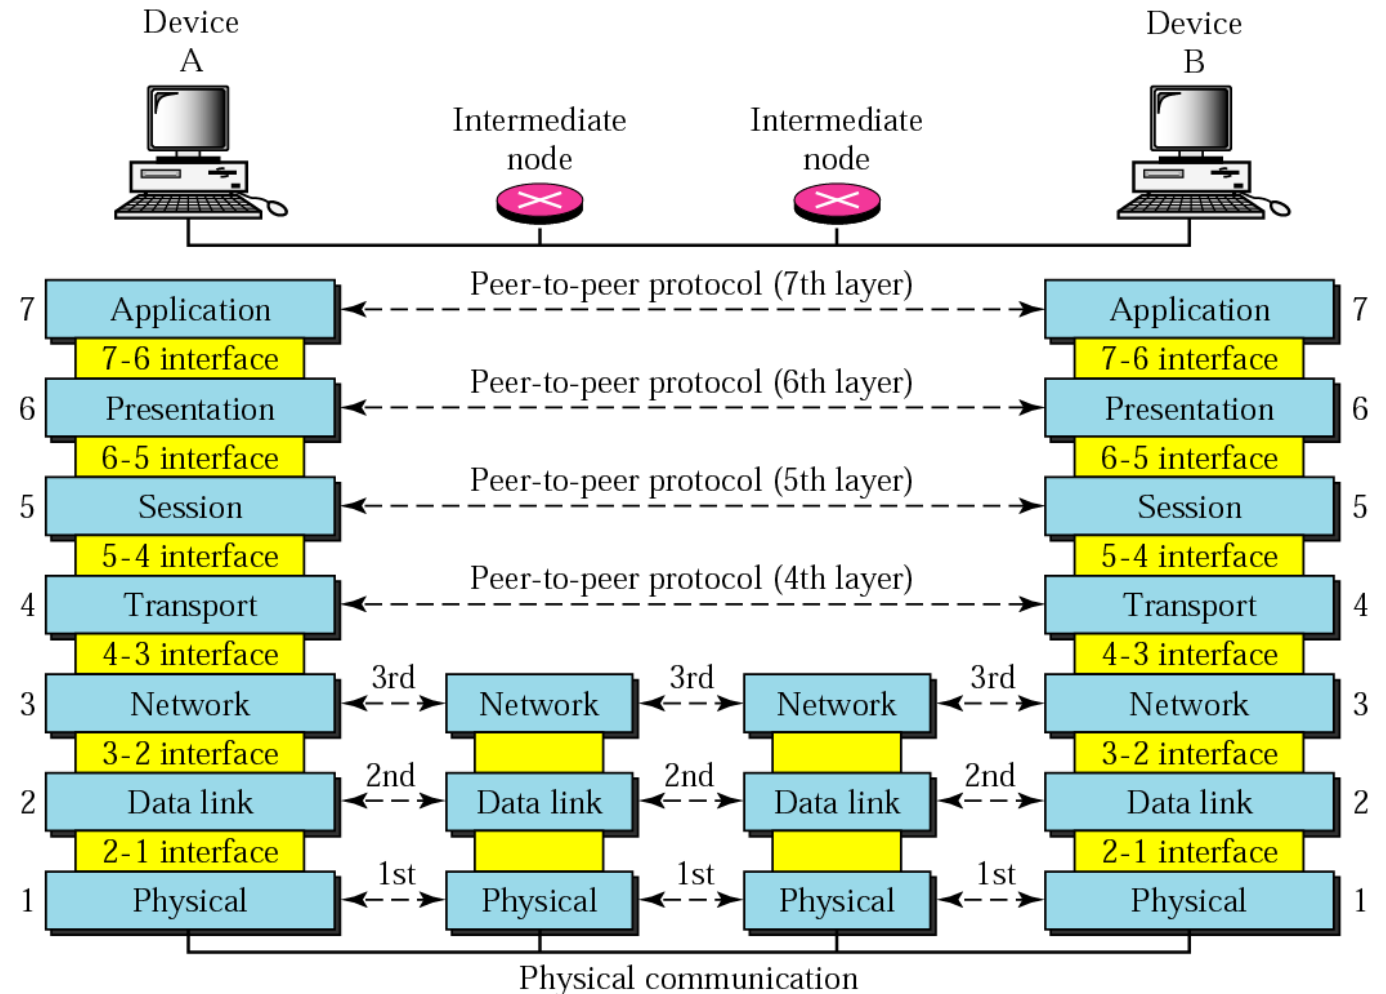 Device
A
Device
B
Intermediate
node
Intermediate
node
7
Application
Peer-to-peer protocol (7th layer)
Application
7
7-6 interface
7-6 interface
6
Presentation
Peer-to-peer protocol (6th layer)
Presentation
6
6-5 interface
6-5 interface
5
Session
Peer-to-peer protocol (5th layer)
Session
5
5-4 interface
5-4 interface
4
Transport
Peer-to-peer protocol (4th layer)
Transport
4
4-3 interface
4-3 interface
3
Network
3rd
Network
3rd
Network
3rd
Network
3
3-2 interface
3-2 interface
2
Data link
2nd
Data link
2nd
Data link
2nd
Data link
2
2-1 interface
2-1 interface
1
Physical
1st
Physical
1st
Physical
1st
Physical
1
Physical communication